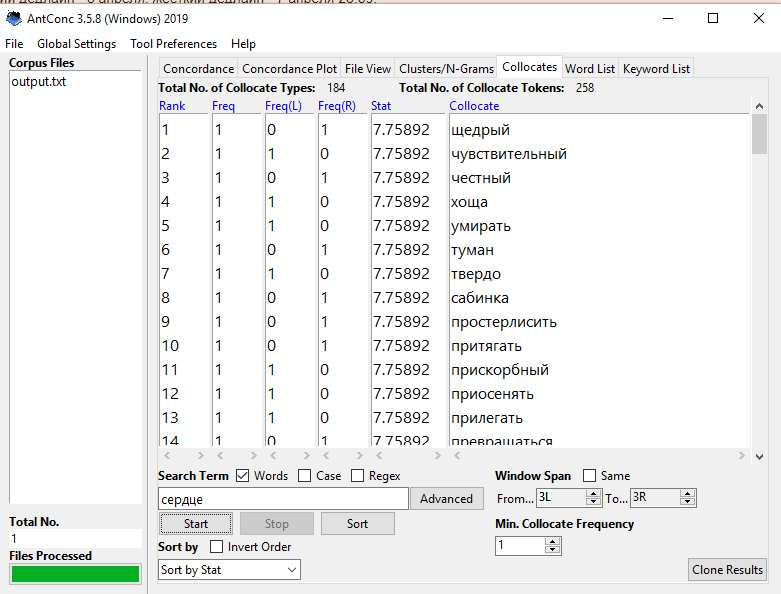 AntConc 3.5.8 (Windows) 2019
File Global Settings Tool Preferences Help
Corpus Files
output.txt
Total No.
1
Files Processed
Concordance Concordance Plot File View Clusters/N-Grams Collocates Word List Keyword List
Total No. of Collocate Types: 184 Total No. of Collocate Tokens: 258
Rank Freq Freq(L) Freq(R) Stat Collocate
1 1 0 1 7.75892 щедрый
2 1 1 0 7.75892 чувствительный
3 1 0 1 7.75892 честный
4 1 1 0 7.75892 хоща
5 1 1 0 7.75892 умирать
6 1 0 1 7.75892 туман
7 1 1 0 7.75892 твердо
8 1 0 1 7.75892 сабинка
9 1 0 1 7.75892 простерлисить
10 1 0 1 7.75892 притягать
11 1 1 0 7.75892 прискорбный
12 1 1 0 7.75892 приосенять
13 1 1 0 7.75892 прилегать
14 1 0 1 7.75892 превращаться
Search Term Words Case Regex
сердце Advanced
Start Stop Sort
Sort by Invert Order
Sort by Stat
Window Span Same
From... 3L To... 3R
Min. Collocate Frequency
1
Clone Results